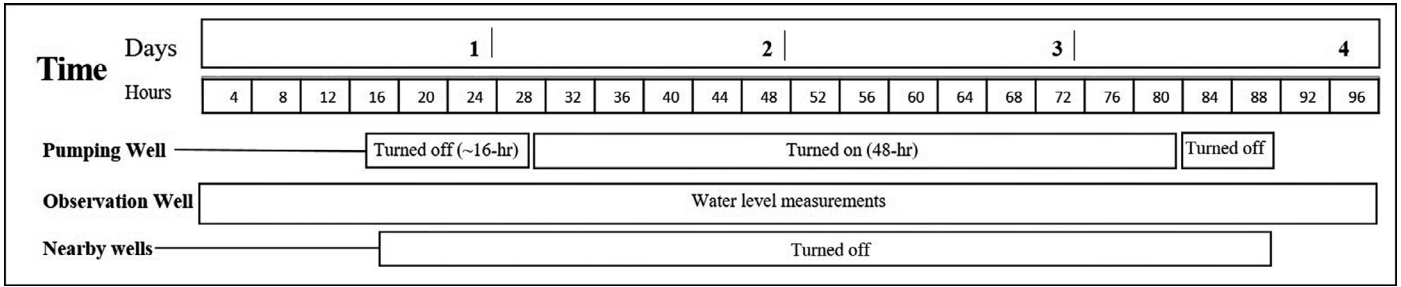 Time
Days 1 2 3 4
Hours 4 8 12 16 20 24 28 32 36 40 44 48 52 56 60 64 68 72 76 80 84 88 92 96
Pumping Well Turned off (~16-hr) Turned on (48-hr) Turned off
Observation Well Water level measurements
Nearby wells Turned off